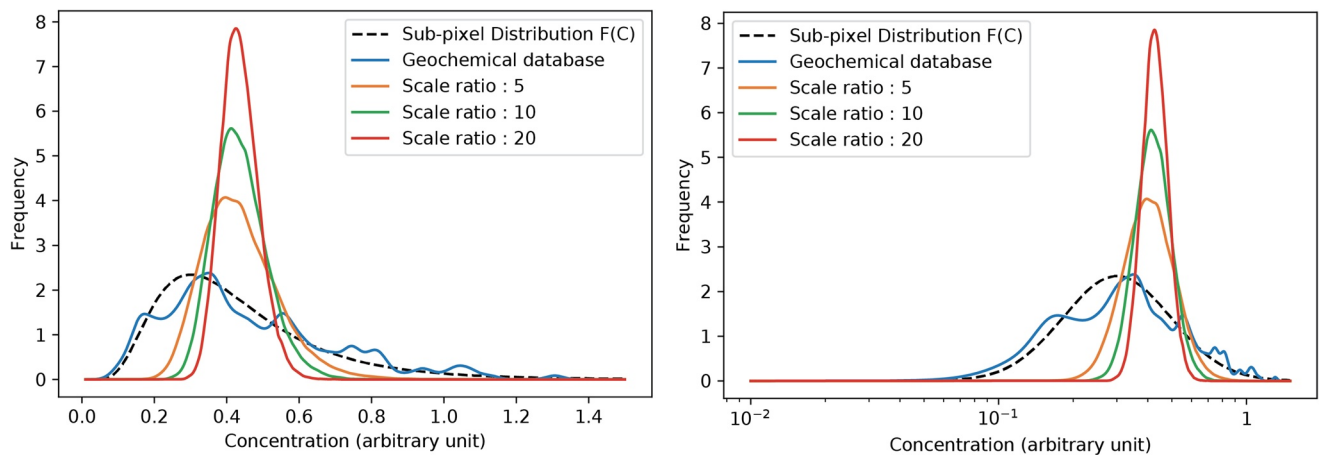 8
7
6
5
4
3
2
1
0
Frequency
Sub-pixel Distribution F(C)
Geochemical database
Scale ratio : 5
Scale ratio : 10
Scale ratio : 20
0.0 0.2 0.4 0.6 0.8 1.0 1.2 1.4
Concentration (arbitrary unit)
8
7
6
5
4
3
2
1
0
Frequency
Sub-pixel Distribution F(C)
Geochemical database
Scale ratio : 5
Scale ratio : 10
Scale ratio : 20
10⁻² 10⁻¹ 1
Concentration (arbitrary unit)